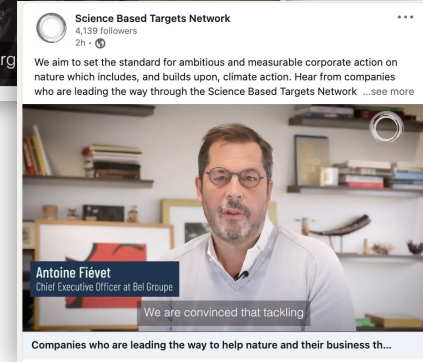 rg
Science Based Targets Network
4,139 followers
2h •
We aim to set the standard for ambitious and measurable corporate action on
nature which includes, and builds upon, climate action. Hear from companies
who are leading the way through the Science Based Targets Network ...see more
Antoine Fiévet
Chief Executive Officer at Bel Groupe
We are convinced that tackling
Companies who are leading the way to help nature and their business th...